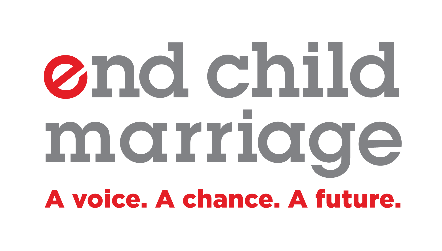 end child
marriage
A voice. A chance. A future.